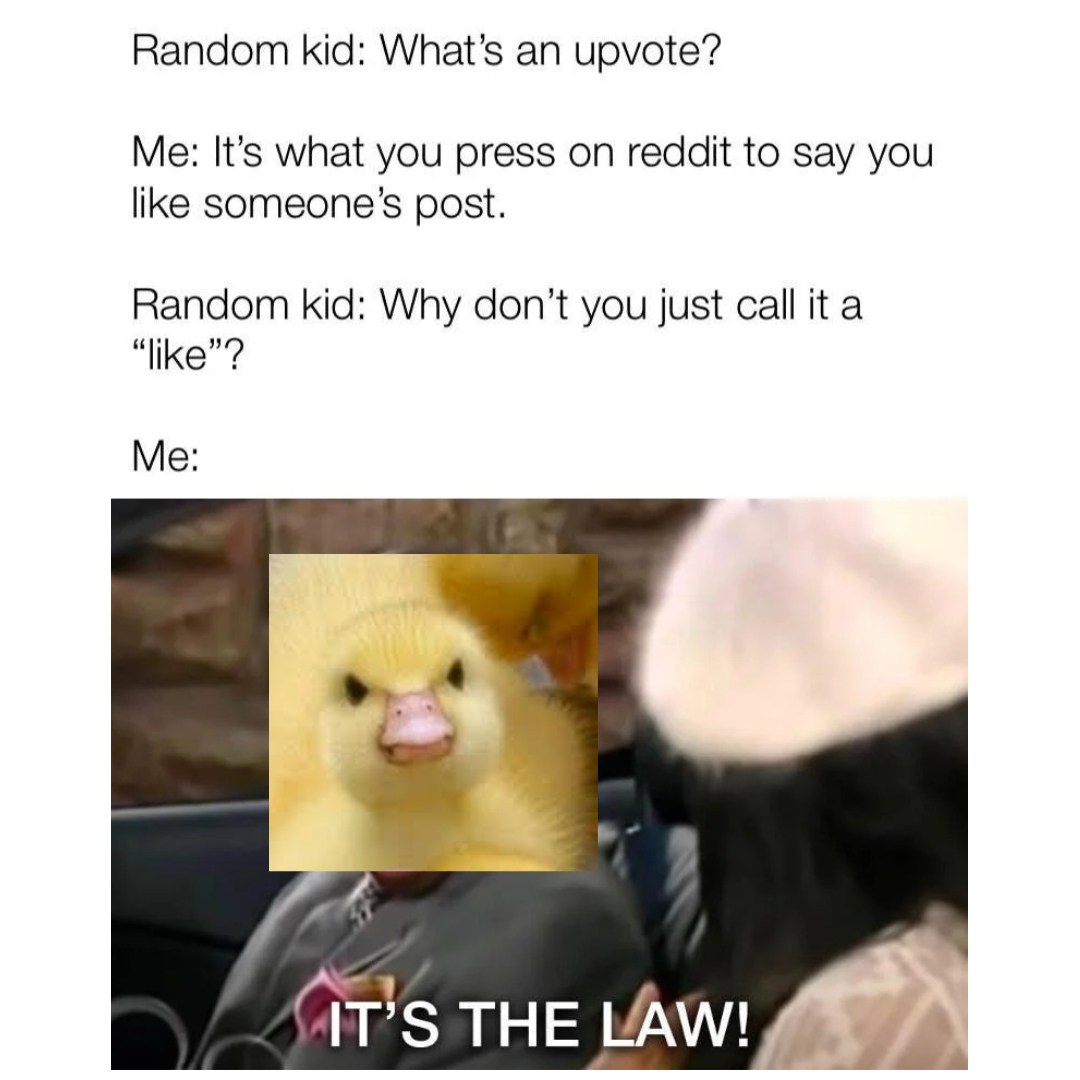 Random kid: What’s an upvote?
Me: It’s what you press on reddit to say you
like someone’s post.
Random kid: Why don’t you just call it a
“like”?
Me:
IT’S THE LAW!